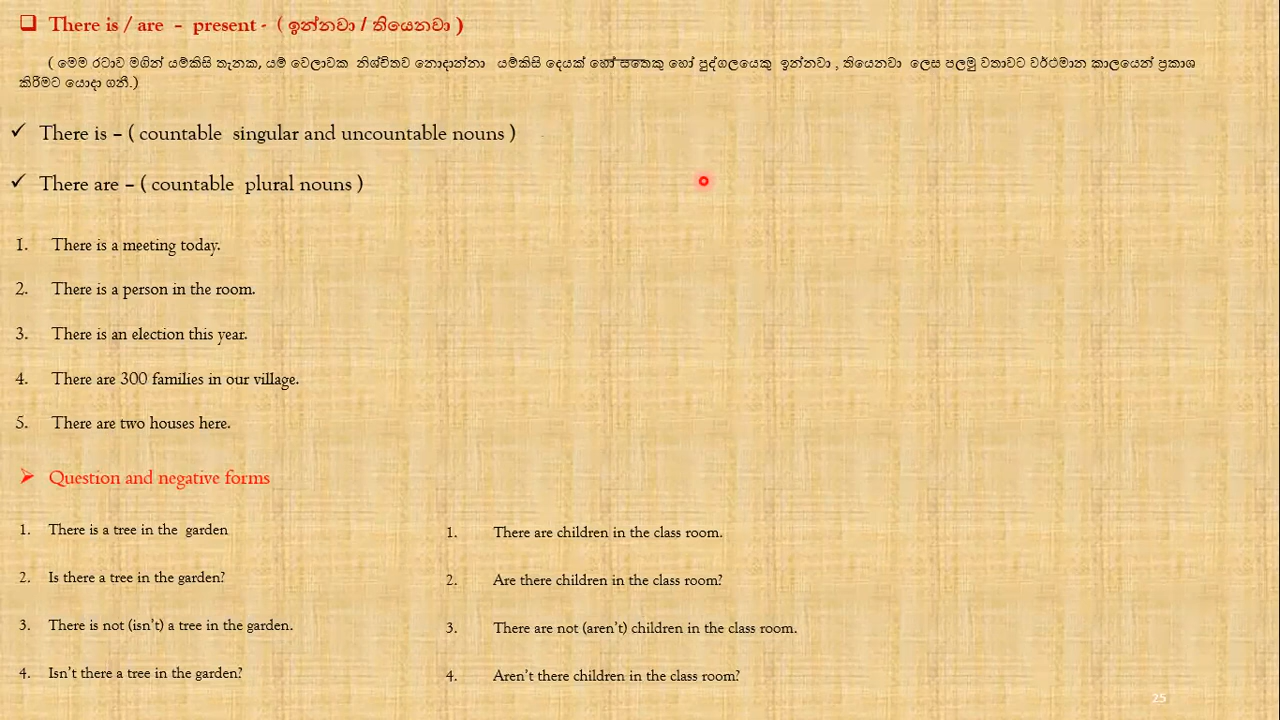 There is / are – present - ( ඉන්නවා / තියෙනවා )
( මෙම රටාව මගින් යම්කිසි තැනක, යම් වෙලාවක නිශ්චිතව නොදාන්නා යම්කිසි දෙයක් හෝ සතෙකු හෝ පුද්ගලයෙකු ඉන්නවා , තියෙනවා ලෙස පලමු වතාවට වර්ථමාන කාලයෙන් ප්‍රකාශ
කිරීමට යොදා ගනී.)
There is – ( countable singular and uncountable nouns )
There are – ( countable plural nouns )
1. There is a meeting today.
2. There is a person in the room.
3. There is an election this year.
4. There are 300 families in our village.
5. There are two houses here.
Question and negative forms
1. There is a tree in the garden
2. Is there a tree in the garden?
3. There is not (isn't) a tree in the garden.
4. Isn't there a tree in the garden?
1. There are children in the class room.
2. Are there children in the class room?
3. There are not (aren't) children in the class room.
4. Aren't there children in the class room?
25